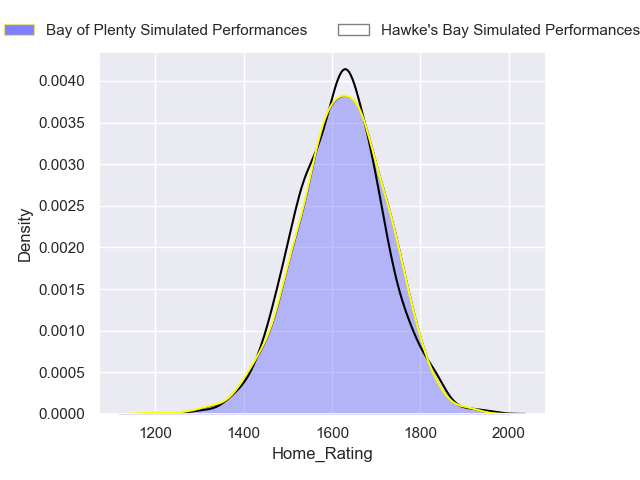 Bay of Plenty Simulated Performances
Hawke's Bay Simulated Performances
Density
0.0040
0.0035
0.0030
0.0025
0.0020
0.0015
0.0010
0.0005
0.0000
1200 1400 1600 1800 2000
Home_Rating